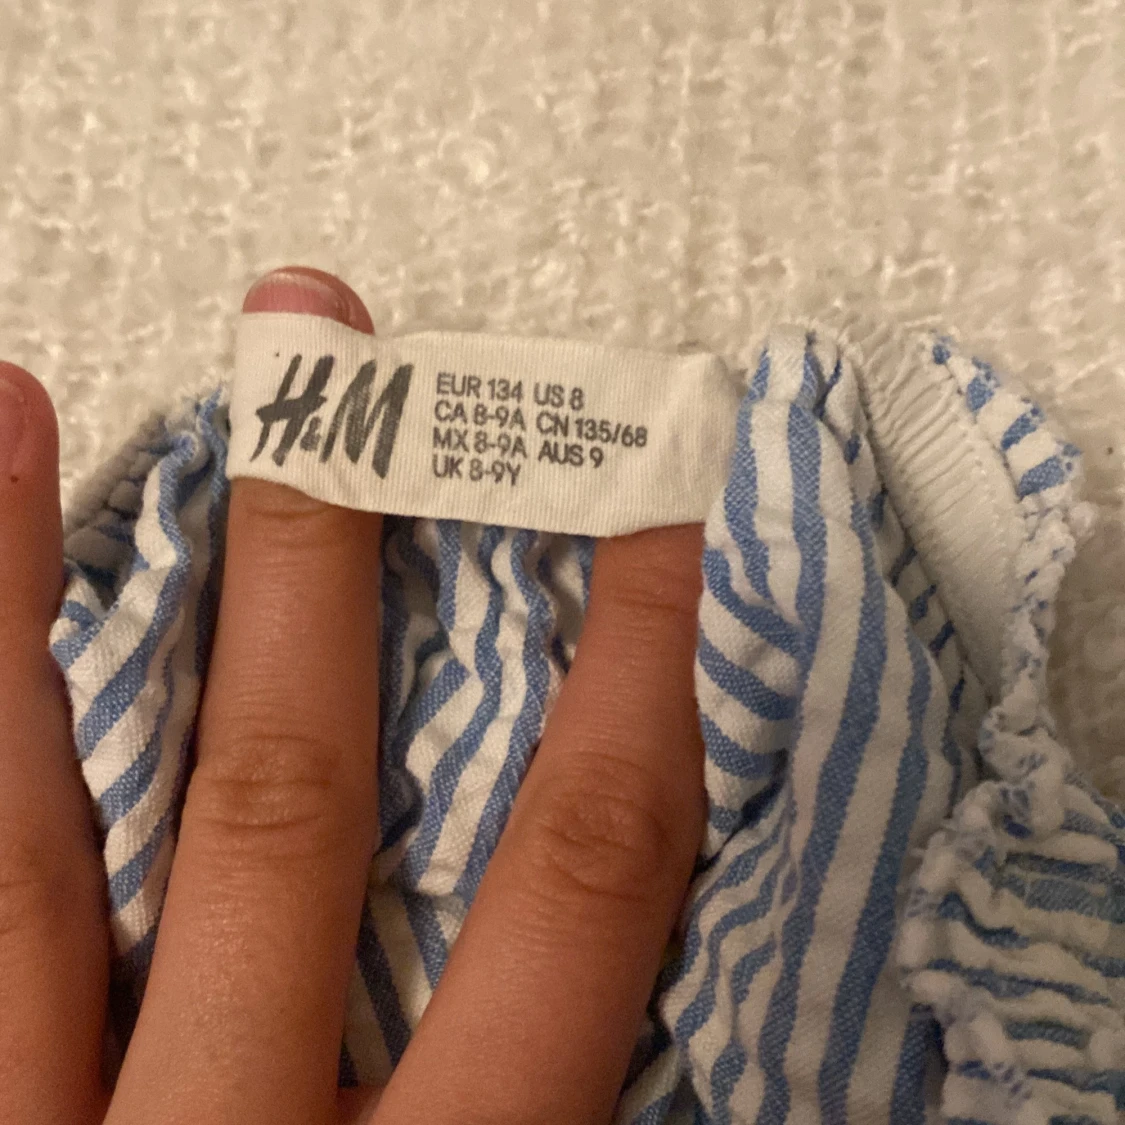 H&M
EUR 134 US 8
CA 8-9A CN 135/68
MX 8-9A AUS 9
UK 8-9Y